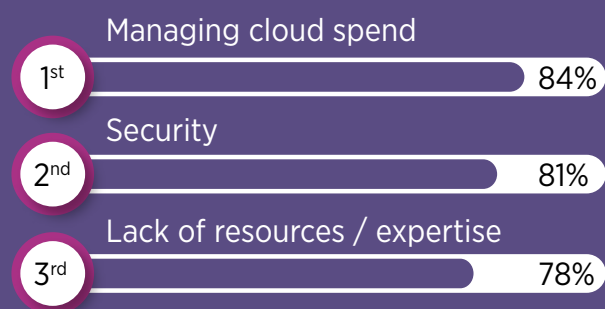 Managing cloud spend
1st
84%
Security
2nd
81%
Lack of resources / expertise
3rd
78%